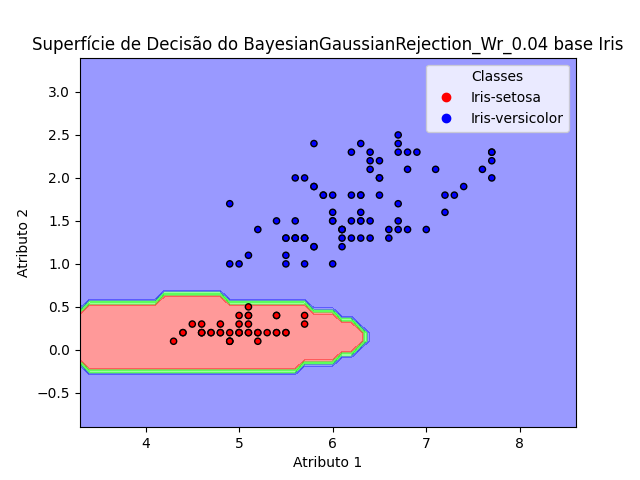 Superfície de Decisão do BayesianGaussianRejection_Wr_0.04 base Iris
Classes
Iris-setosa
Iris-versicolor
3.0
2.5
2.0
1.5
1.0
0.5
0.0
−0.5
Atributo 2
4 5 6 7 8
Atributo 1